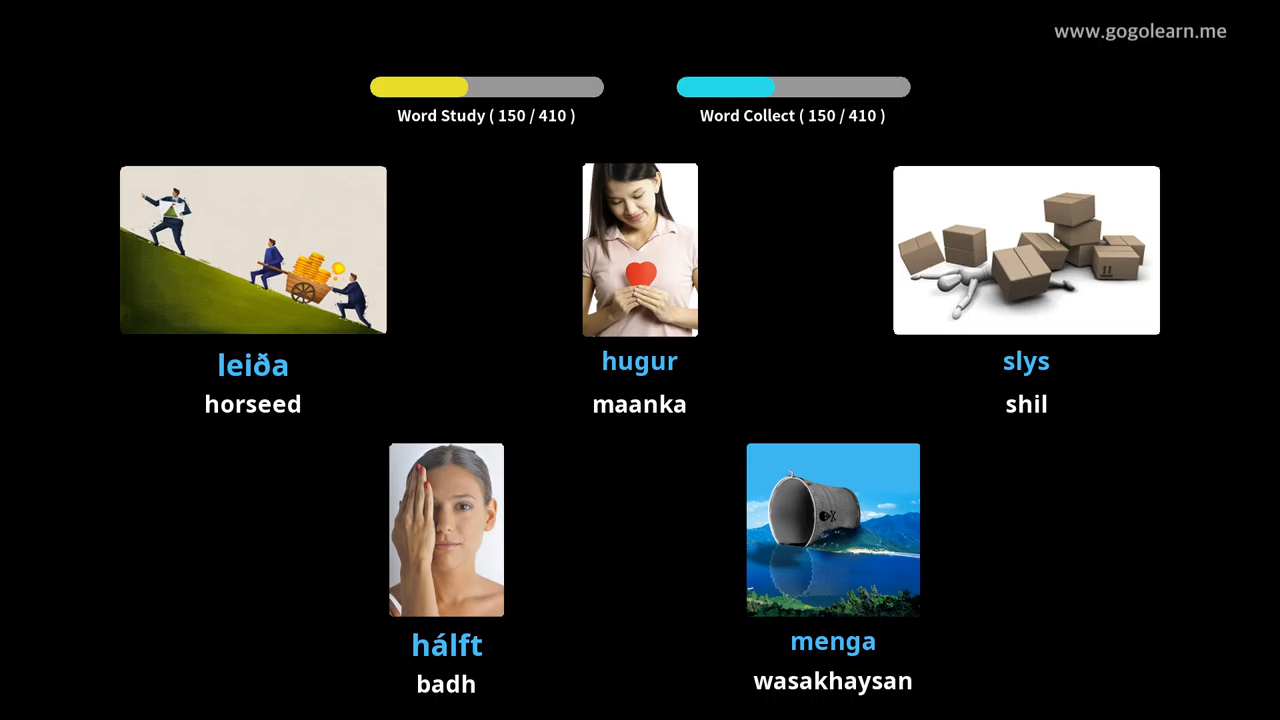 www.gogolearn.me
Word Study ( 150 / 410 )
Word Collect ( 150 / 410 )
leiða
horseed
hugur
maanka
slys
shil
hálft
badh
menga
wasakhaysan